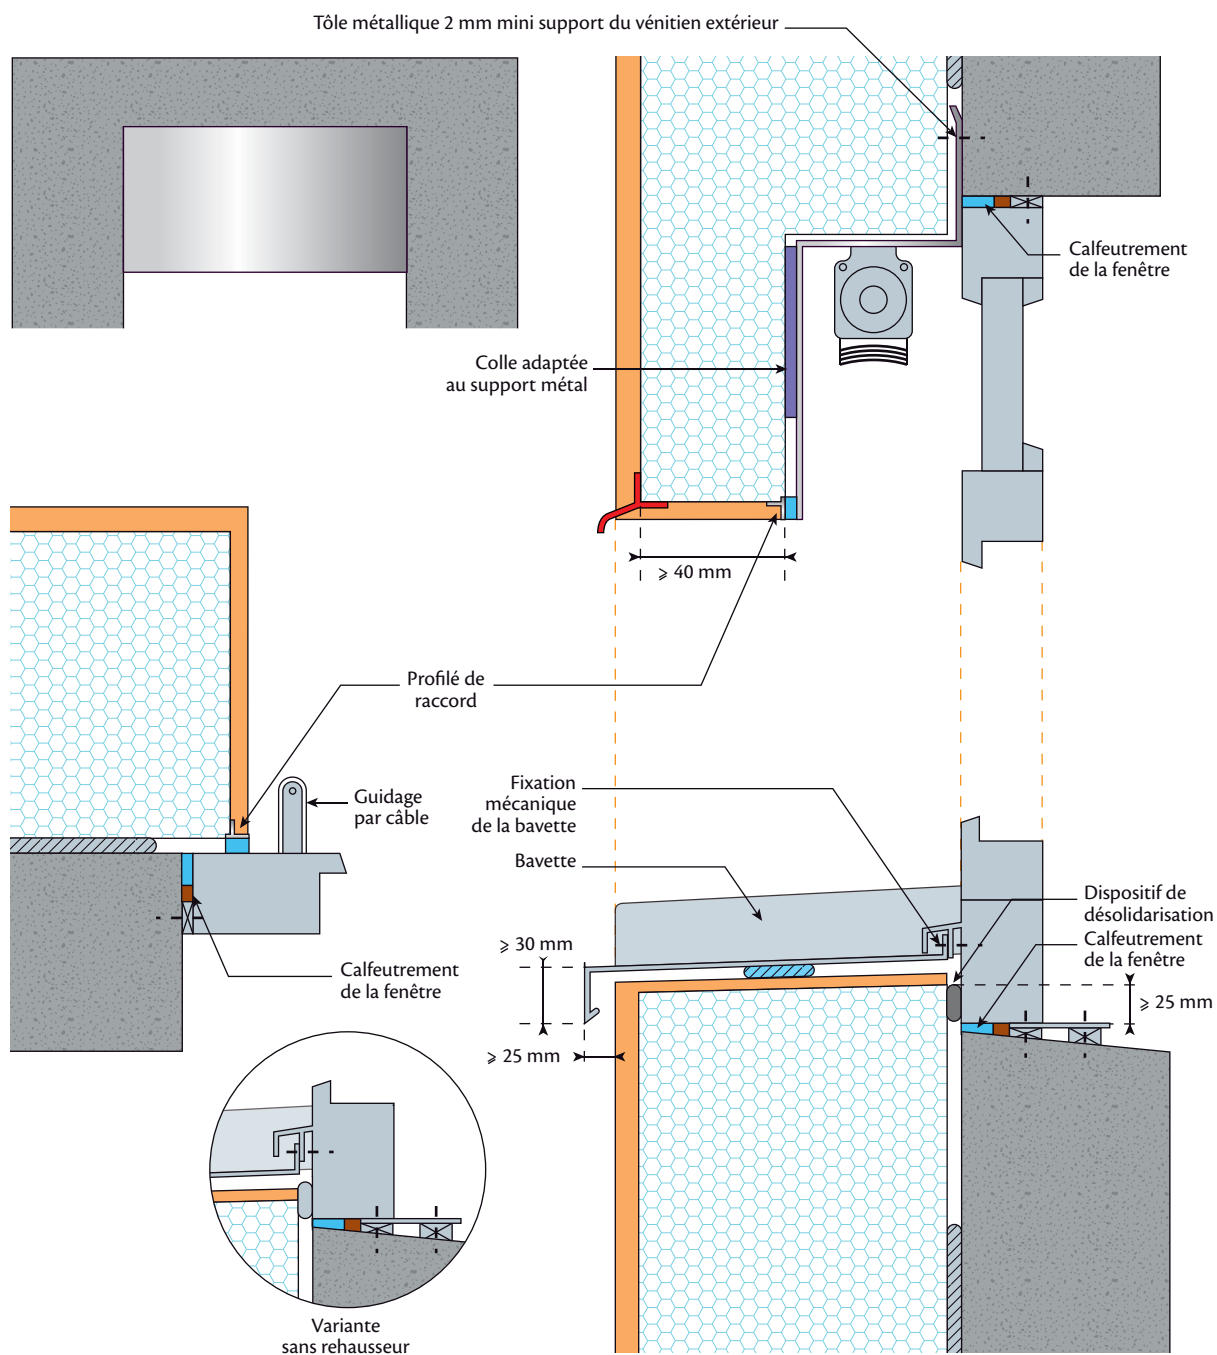 Tôle métallique 2 mm mini support du vénitien extérieur
Calfeutrement
de la fenêtre
Colle adaptée
au support métal
⩾ 40 mm
Profilé de
raccord
Guidage
par câble
Fixation
mécanique
de la bavette
Bavette
Dispositif de
désolidarisation
Calfeutrement
de la fenêtre
⩾ 30 mm
⩾ 25 mm
⩾ 25 mm
Calfeutrement
de la fenêtre
Variante
sans rehausseur